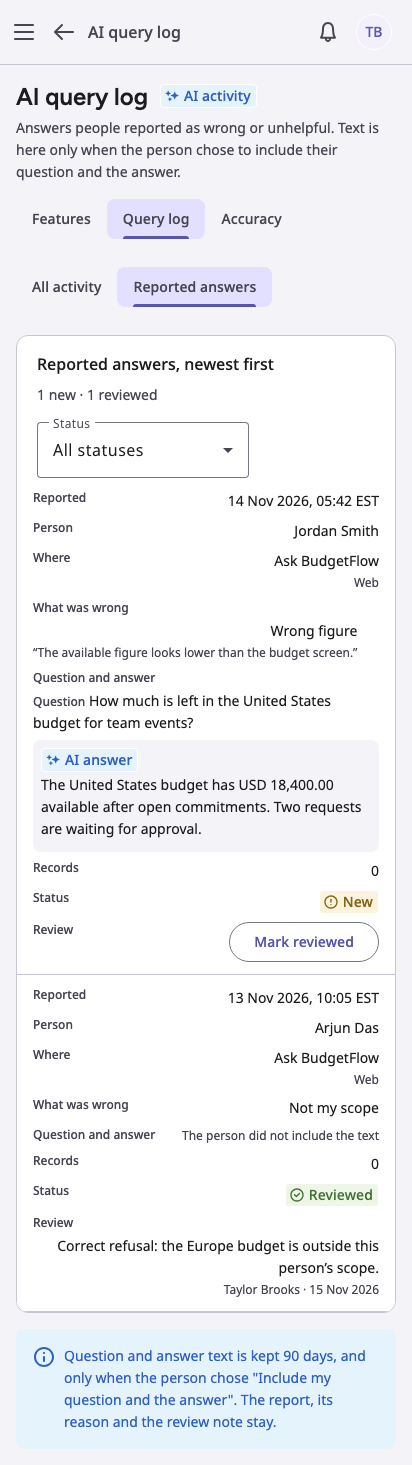 AI query log
TB
AI query log
AI activity
Answers people reported as wrong or unhelpful. Text is
here only when the person chose to include their
question and the answer.
Features
Query log
Accuracy
All activity
Reported answers
Reported answers, newest first
1 new · 1 reviewed
Status
All statuses
Reported
14 Nov 2026, 05:42 EST
Person
Jordan Smith
Where
Ask BudgetFlow
Web
What was wrong
Wrong figure
“The available figure looks lower than the budget screen.”
Question and answer
Question How much is left in the United States
budget for team events?
AI answer
The United States budget has USD 18,400.00
available after open commitments. Two requests
are waiting for approval.
Records
0
Status
New
Review
Mark reviewed
Reported
13 Nov 2026, 10:05 EST
Person
Arjun Das
Where
Ask BudgetFlow
Web
What was wrong
Not my scope
Question and answer
The person did not include the text
Records
0
Status
Reviewed
Review
Correct refusal: the Europe budget is outside this
person’s scope.
Taylor Brooks · 15 Nov 2026
Question and answer text is kept 90 days, and
only when the person chose "Include my
question and the answer". The report, its
reason and the review note stay.